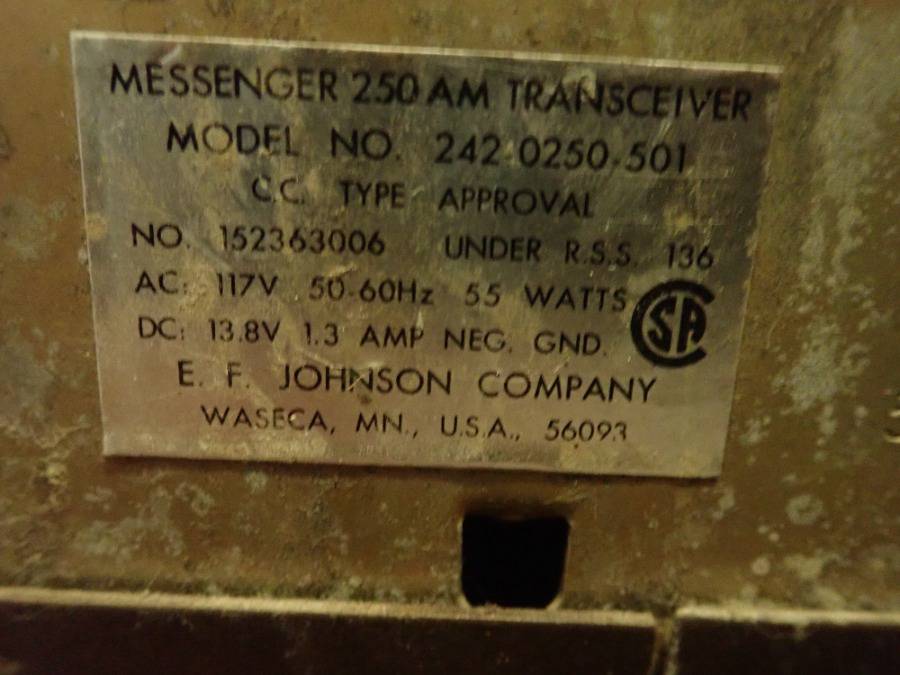 MESSENGER 250 AM TRANSCEIVER
MODEL NO. 242-0250-501
C.C. TYPE APPROVAL
NO. 152363006 UNDER R.S.S. 136
AC: 117V 50-60Hz 55 WATTS
DC: 13.8V 1.3 AMP NEG. GND.
SA
E. F. JOHNSON COMPANY
WASECA, MN., U.S.A., 56093